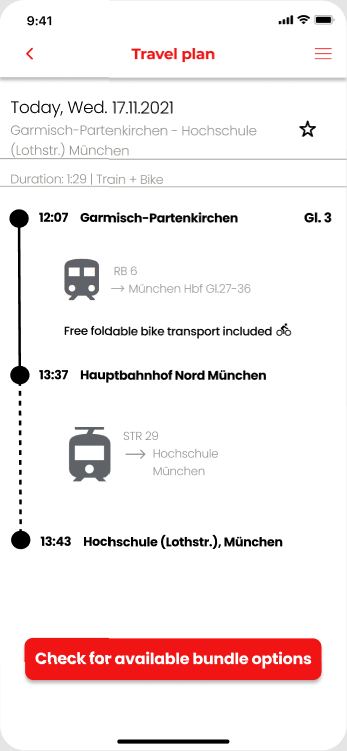 9:41
Travel plan
Today, Wed. 17.11.2021
Garmisch-Partenkirchen - Hochschule
(Lothstr.) München
Duration: 1:29 | Train + Bike
12:07 Garmisch-Partenkirchen Gl. 3
RB 6
→ München Hbf Gl.27-36
Free foldable bike transport included
13:37 Hauptbahnhof Nord München
STR 29
→ Hochschule
München
13:43 Hochschule (Lothstr.), München
Check for available bundle options